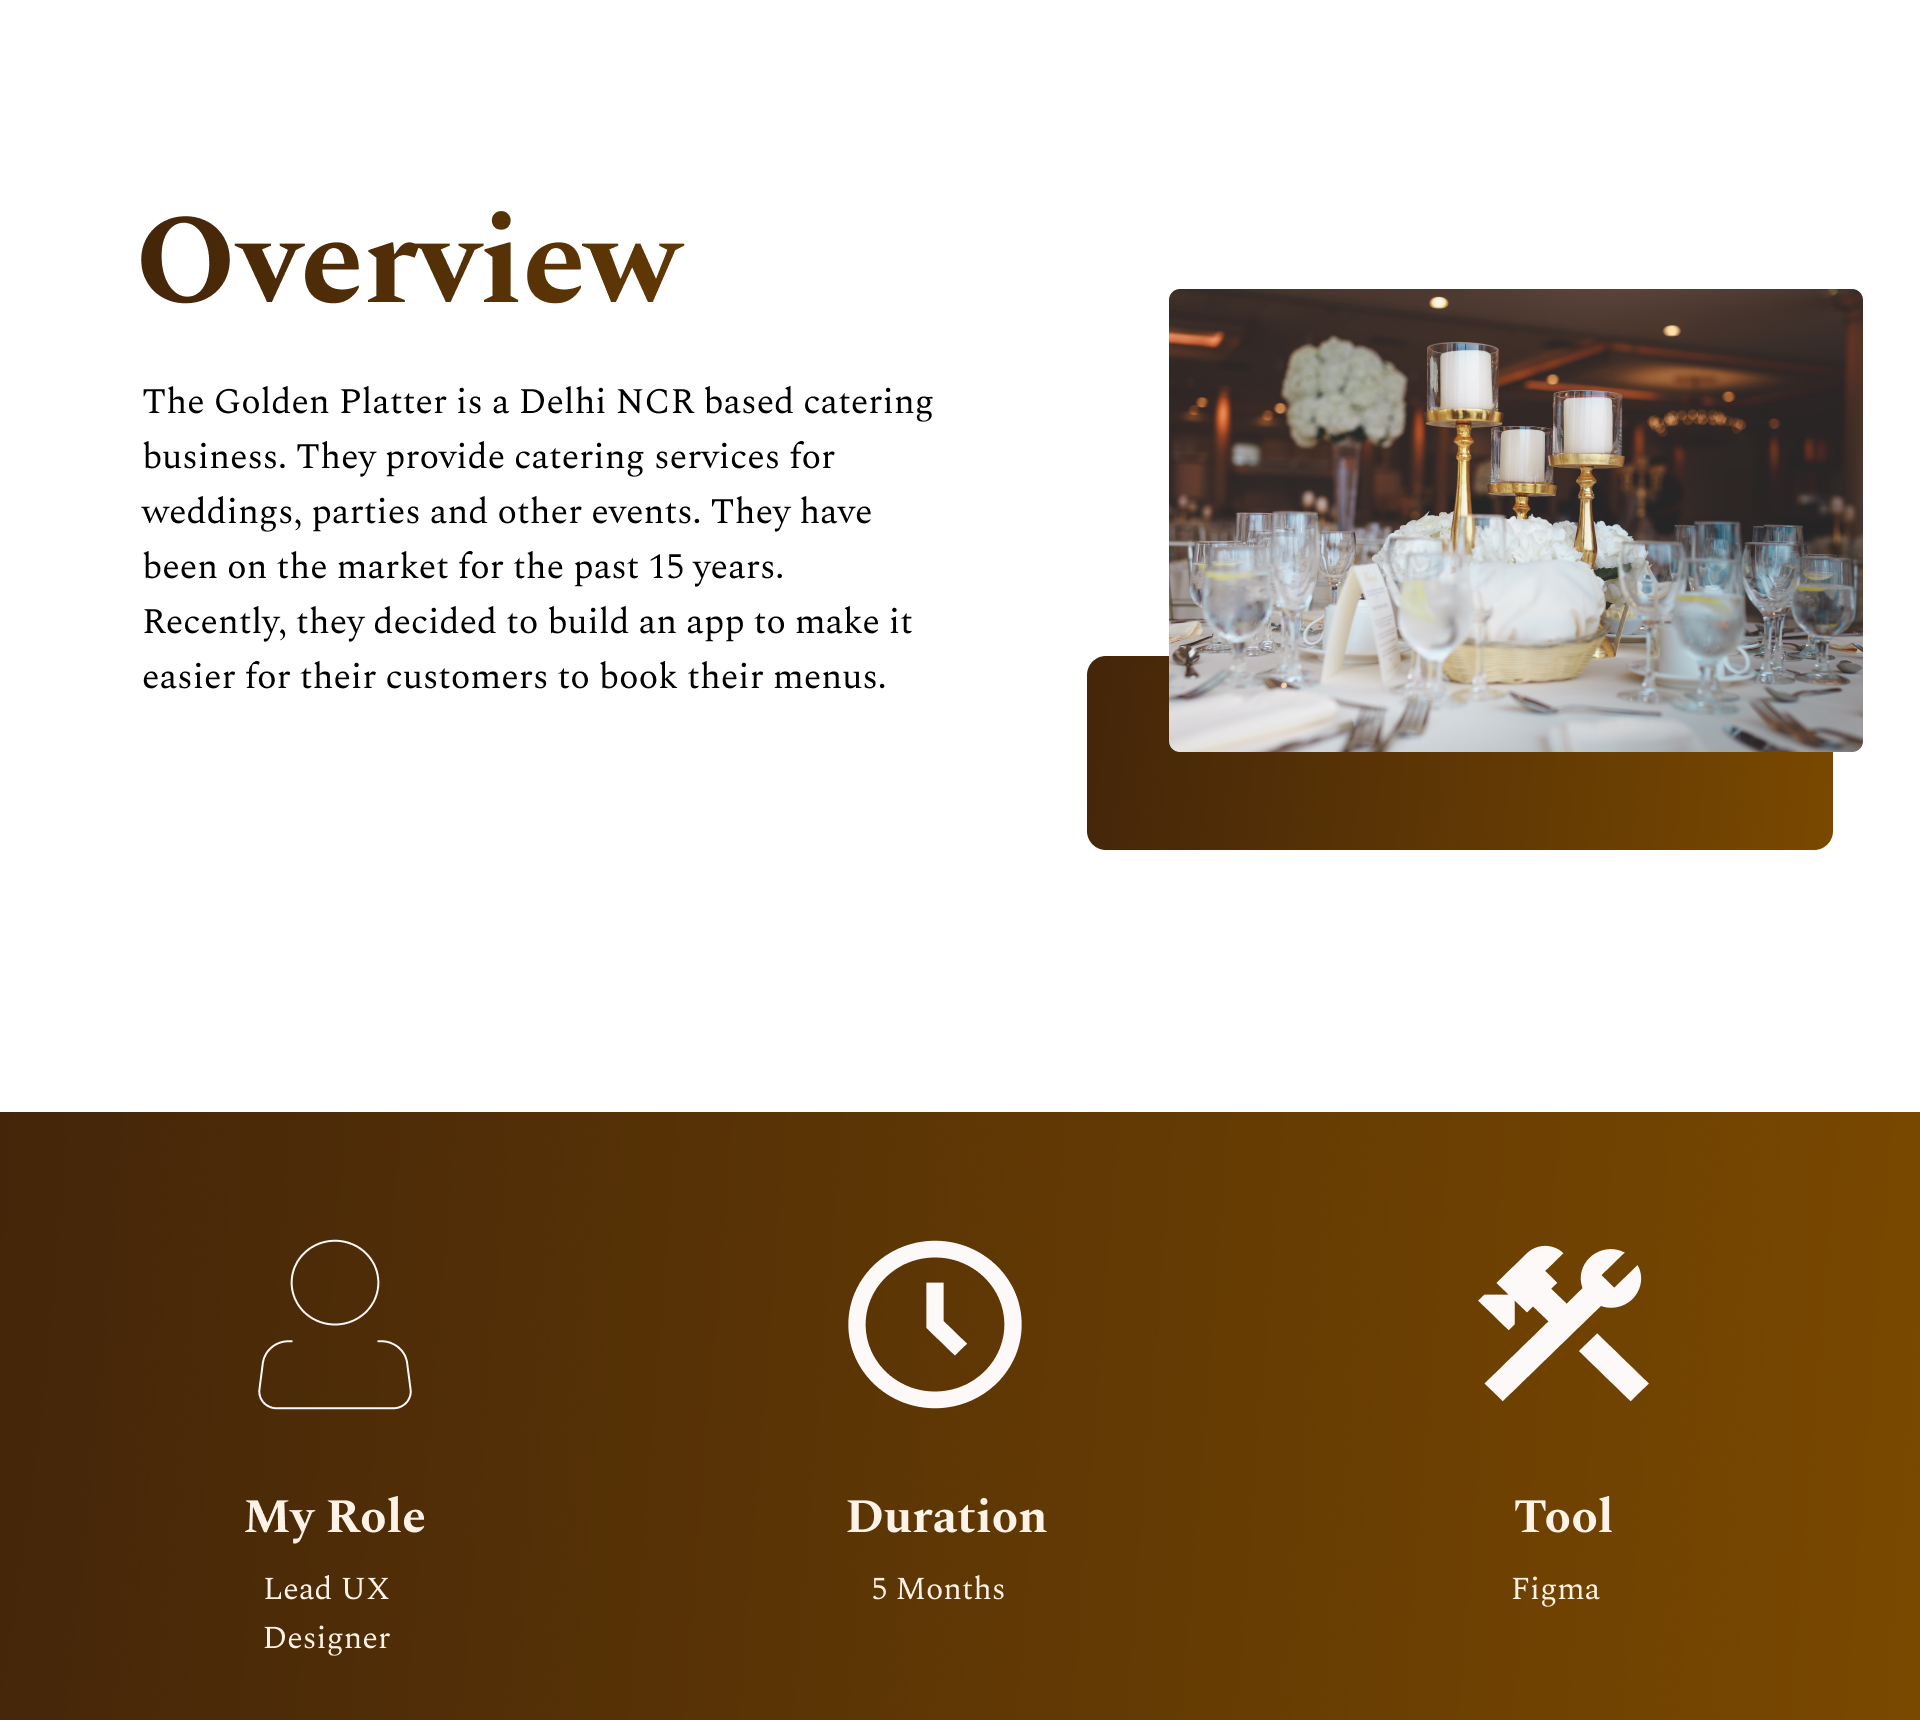 Overview
The Golden Platter is a Delhi NCR based catering
business. They provide catering services for
weddings, parties and other events. They have
been on the market for the past 15 years.
Recently, they decided to build an app to make it
easier for their customers to book their menus.
My Role
Lead UX
Designer
Duration
5 Months
Tool
Figma